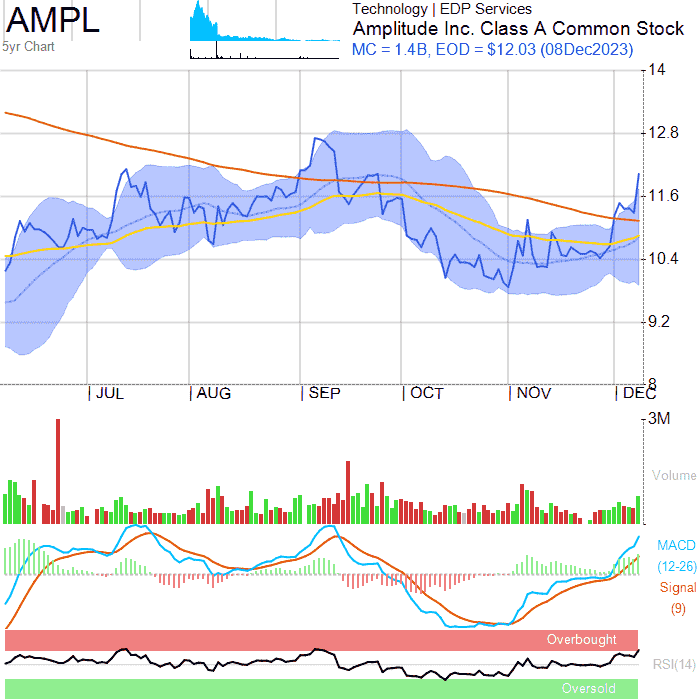 AMPL
5yr Chart
Technology | EDP Services
Amplitude Inc. Class A Common Stock
MC = 1.4B, EOD = $12.03 (08Dec2023)
14
12.8
11.6
10.4
9.2
8
JUL AUG SEP OCT NOV DEC
3M
Volume
MACD
(12-26)
Signal
(9)
Overbought
RSI(14)
Oversold